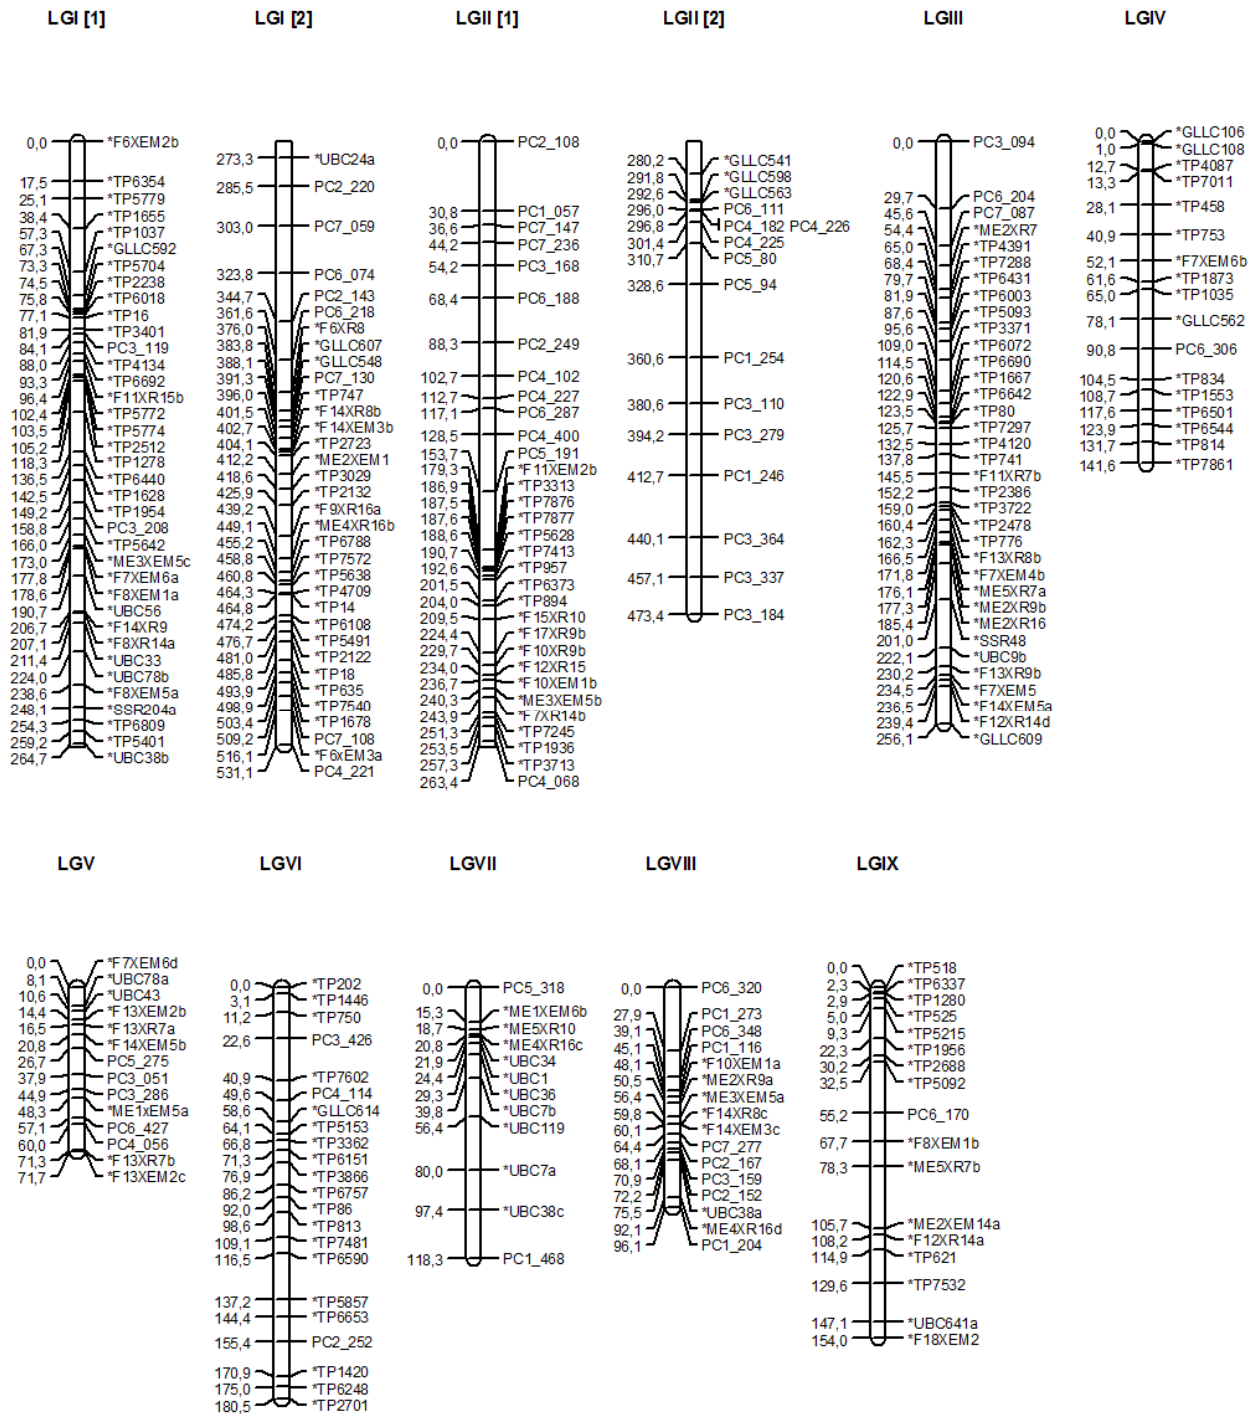 LGI [1]
0,0 *F6XEM2b
17,5 *TP6354
25,1 *TP5779
38,4 *TP1655
57,3 *TP1037
67,3 *GLLC592
73,3 *TP5704
74,5 *TP2238
75,8 *TP6018
77,1 *TP16
81,9 *TP3401
84,1 PC3_119
88,0 *TP4134
93,3 *TP6692
96,4 *F11XR15b
102,4 *TP5772
103,5 *TP5774
105,2 *TP2512
118,3 *TP1278
136,5 *TP6440
142,5 *TP1628
149,2 *TP1954
158,8 PC3_208
166,0 *TP5642
173,0 *ME3XEM5c
177,8 *F7XEM6a
178,6 *F8XEM1a
190,7 *UBC56
206,7 *F14XR9
207,1 *F8XR14a
211,4 *UBC33
224,0 *UBC78b
238,6 *F8XEM5a
248,1 *SSR204a
254,3 *TP6809
259,2 *TP5401
264,7 *UBC38b
LGI [2]
273,3 *UBC24a
285,5 PC2_220
303,0 PC7_059
323,8 PC6_074
344,7 PC2_143
361,6 PC6_218
376,0 *F6XR8
383,8 *GLLC607
388,1 *GLLC548
391,3 PC7_130
396,0 *TP747
401,5 *F14XR8b
402,7 *F14XEM3b
404,1 *TP2723
412,2 *ME2XEM1
418,6 *TP3029
425,9 *TP2132
439,2 *F9XR16a
449,1 *ME4XR16b
455,2 *TP6788
458,8 *TP7572
460,8 *TP5638
464,3 *TP4709
464,8 *TP14
474,2 *TP6108
476,7 *TP5491
481,0 *TP2122
485,8 *TP18
493,9 *TP635
498,9 *TP7540
503,4 *TP1678
509,2 PC7_108
516,1 *F6xEM3a
531,1 PC4_221
LGII [1]
0,0 PC2_108
30,8 PC1_057
36,6 PC7_147
44,2 PC7_236
54,2 PC3_168
68,4 PC6_188
88,3 PC2_249
102,7 PC4_102
112,7 PC4_227
117,1 PC6_287
128,5 PC4_400
153,7 PC5_191
179,3 *F11XEM2b
186,9 *TP3313
187,5 *TP7876
187,6 *TP7877
188,6 *TP5628
190,7 *TP7413
192,6 *TP957
201,5 *TP6373
204,0 *TP894
209,5 *F15XR10
224,4 *F17XR9b
229,7 *F10XR9b
234,0 *F12XR15
236,7 *F10XEM1b
240,3 *ME3XEM5b
243,9 *F7XR14b
251,3 *TP7245
253,5 *TP1936
257,3 *TP3713
263,4 PC4_068
LGII [2]
280,2 *GLLC541
291,8 *GLLC598
292,6 *GLLC563
296,0 PC6_111
296,8 PC4_182 PC4_226
301,4 PC4_225
310,7 PC5_80
328,6 PC5_94
360,6 PC1_254
380,6 PC3_110
394,2 PC3_279
412,7 PC1_246
440,1 PC3_364
457,1 PC3_337
473,4 PC3_184
LGIII
0,0 PC3_094
29,7 PC6_204
45,6 PC7_087
54,4 *ME2XR7
65,0 *TP4391
68,4 *TP7288
79,7 *TP6431
81,9 *TP6003
87,6 *TP5093
95,6 *TP3371
109,0 *TP6072
114,5 *TP6690
120,6 *TP1667
122,9 *TP6642
123,5 *TP80
125,7 *TP7297
132,5 *TP4120
137,8 *TP741
145,5 *F11XR7b
152,2 *TP2386
159,0 *TP3722
160,4 *TP2478
162,3 *TP776
166,5 *F13XR8b
171,8 *F7XEM4b
176,1 *ME5XR7a
177,3 *ME2XR9b
185,4 *ME2XR16
201,0 *SSR48
222,1 *UBC9b
230,2 *F13XR9b
234,5 *F7XEM5
236,5 *F14XEM5a
239,4 *F12XR14d
256,1 *GLLC609
LGIV
0,0 *GLLC106
1,0 *GLLC108
12,7 *TP4087
13,3 *TP7011
28,1 *TP458
40,9 *TP753
52,1 *F7XEM6b
61,6 *TP1873
65,0 *TP1035
78,1 *GLLC562
90,8 PC6_306
104,5 *TP834
108,7 *TP1553
117,6 *TP6501
123,9 *TP6544
131,7 *TP814
141,6 *TP7861
LGV
0,0 *F7XEM6d
8,1 *UBC78a
10,6 *UBC43
14,4 *F13XEM2b
16,5 *F13XR7a
20,8 *F14XEM5b
26,7 PC5_275
37,9 PC3_051
44,9 PC3_286
48,3 *ME1xEM5a
57,1 PC6_427
60,0 PC4_056
71,3 *F13XR7b
71,7 *F13XEM2c
LGVI
0,0 *TP202
3,1 *TP1446
11,2 *TP750
22,6 PC3_426
40,9 *TP7602
49,6 PC4_114
58,6 *GLLC614
64,1 *TP5153
66,8 *TP3362
71,3 *TP6151
76,9 *TP3866
86,2 *TP6757
92,0 *TP86
98,6 *TP813
109,1 *TP7481
116,5 *TP6590
137,2 *TP5857
144,4 *TP6653
155,4 PC2_252
170,9 *TP1420
175,0 *TP6248
180,5 *TP2701
LGVII
0,0 PC5_318
15,3 *ME1XEM6b
18,7 *ME5XR10
20,8 *ME4XR16c
21,9 *UBC34
24,4 *UBC1
29,3 *UBC36
39,8 *UBC7b
56,4 *UBC119
80,0 *UBC7a
97,4 *UBC38c
118,3 PC1_468
LGVIII
0,0 PC6_320
27,9 PC1_273
39,1 PC6_348
45,1 PC1_116
48,1 *F10XEM1a
50,5 *ME2XR9a
56,4 *ME3XEM5a
59,8 *F14XR8c
60,1 *F14XEM3c
64,4 PC7_277
68,1 PC2_167
70,9 PC3_159
72,2 PC2_152
75,5 *UBC38a
92,1 *ME4XR16d
96,1 PC1_204
LGIX
0,0 *TP518
2,3 *TP6337
2,9 *TP1280
5,0 *TP525
9,3 *TP5215
22,3 *TP1956
30,2 *TP2688
32,5 *TP5092
55,2 PC6_170
67,7 *F8XEM1b
78,3 *ME5XR7b
105,7 *ME2XEM14a
108,2 *F12XR14a
114,9 *TP621
129,6 *TP7532
147,1 *UBC641a
154,0 *F18XEM2